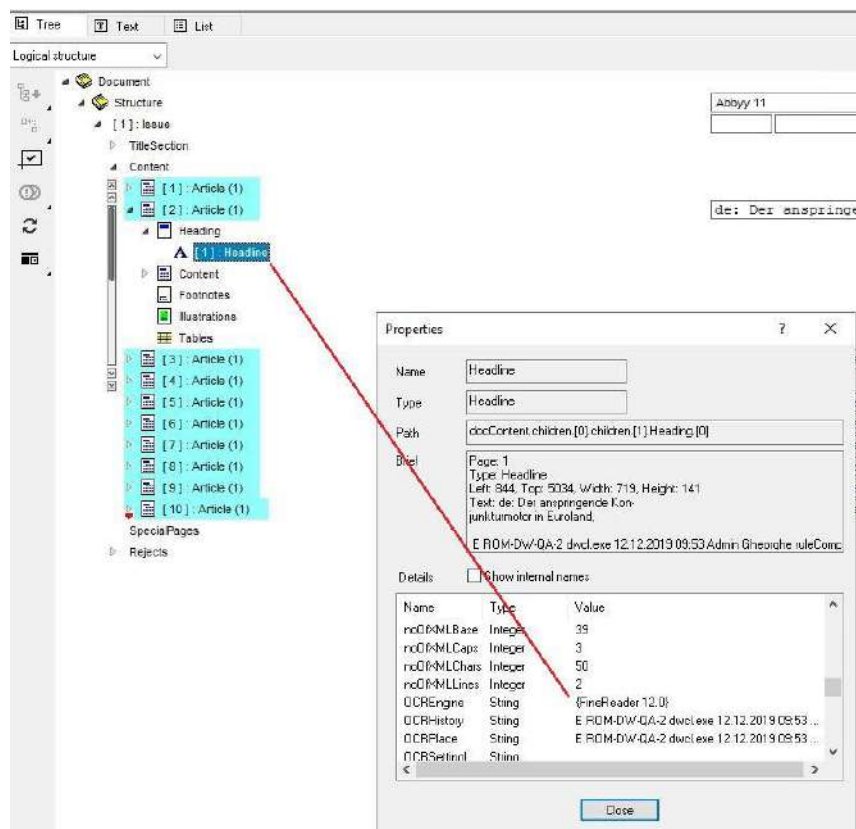 Tree Text List
Logical structure
Document
Structure
[1] : Issue
TitleSection
Content
[1] : Article (1)
[2] : Article (1)
Heading
[1] : Headline
Content
Footnotes
Illustrations
Tables
[3] : Article (1)
[4] : Article (1)
[5] : Article (1)
[6] : Article (1)
[7] : Article (1)
[8] : Article (1)
[9] : Article (1)
[10] : Article (1)
SpecialPages
Rejects
Abbyy 11
de: Der anspringe
Properties ? X
Name Headline
Type Headline
Path docContent.children.[0].children.[1].Heading.[0]
Brief Page: 1
Type: Headline
Left: 844, Top: 5034, Width: 719, Height: 141
Text: de: Der anspringende Kon-
junkturmotor in Euroland,
E ROM-DW-QA-2 dwcl.exe 12.12.2019 09:53 Admin Gheorghe ruleComp
Details Show internal names
Name Type Value
noOfXMLBase Integer 39
noOfXMLCaps Integer 3
noOfXMLChars Integer 50
noOfXMLLines Integer 2
OCREngine String {FineReader 12.0}
OCRHistory String E ROM-DW-QA-2 dwcl.exe 12.12.2019 09:53 ...
OCRPlace String E ROM-DW-QA-2 dwcl.exe 12.12.2019 09:53 ...
String
Close